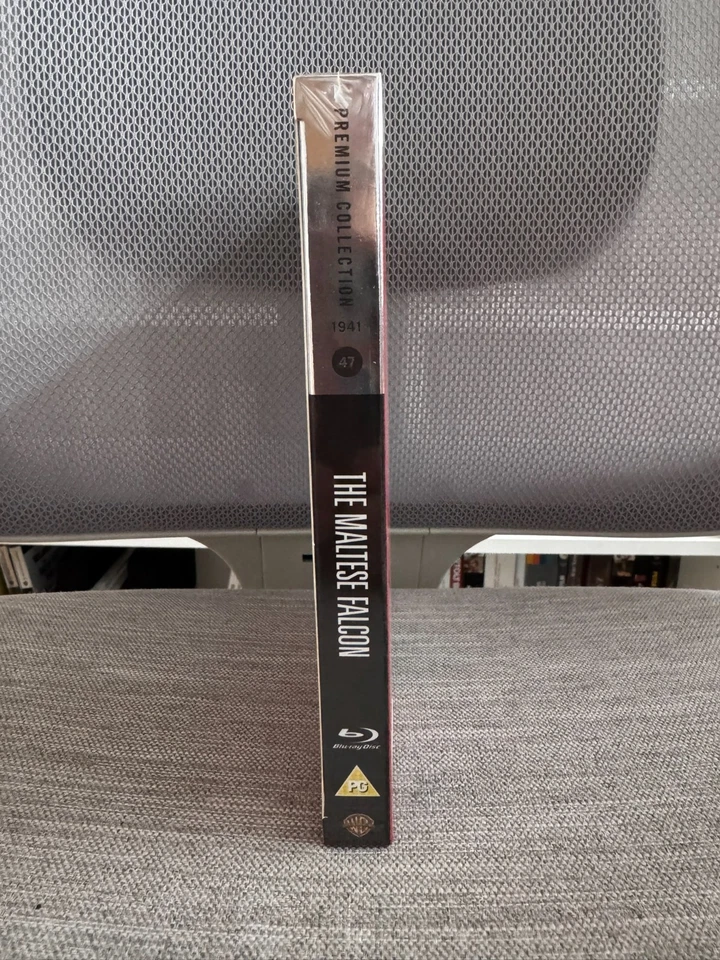 PREMIUM COLLECTION
1941
47
THE MALTESE FALCON
Blu-ray Disc
PG